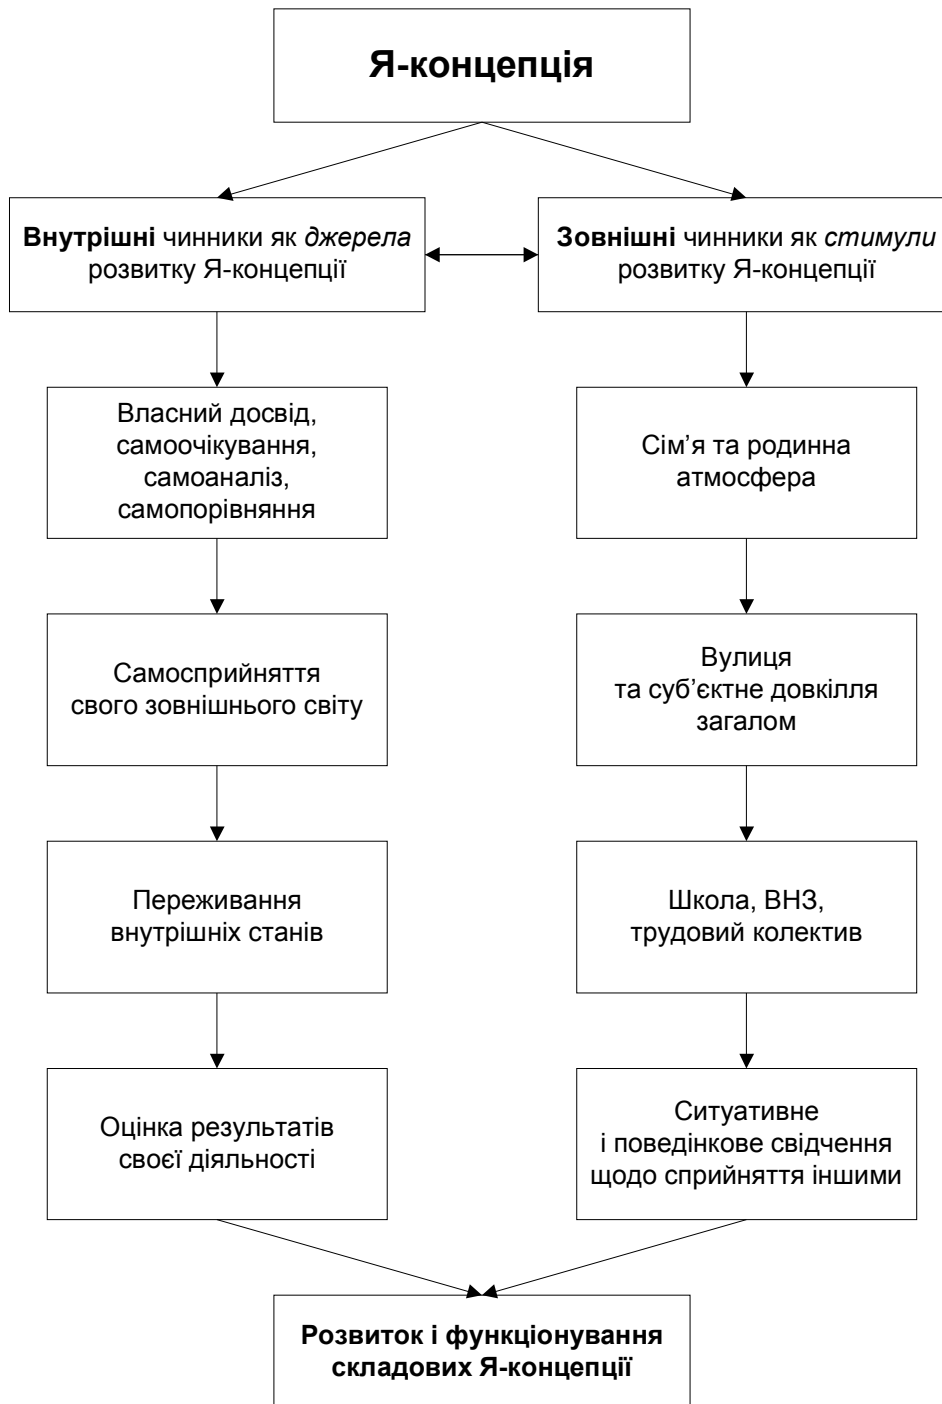 Я-концепція
Внутрішні чинники як джерела
розвитку Я-концепції
Зовнішні чинники як стимули
розвитку Я-концепції
Власний досвід,
самоочікування,
самоаналіз,
самопорівняння
Сім’я та родинна
атмосфера
Самосприйняття
свого зовнішнього світу
Вулиця
та суб’єктне довкілля
загалом
Переживання
внутрішніх станів
Школа, ВНЗ,
трудовий колектив
Оцінка результатів
своєї діяльності
Ситуативне
і поведінкове свідчення
щодо сприйняття іншими
Розвиток і функціонування
складових Я-концепції